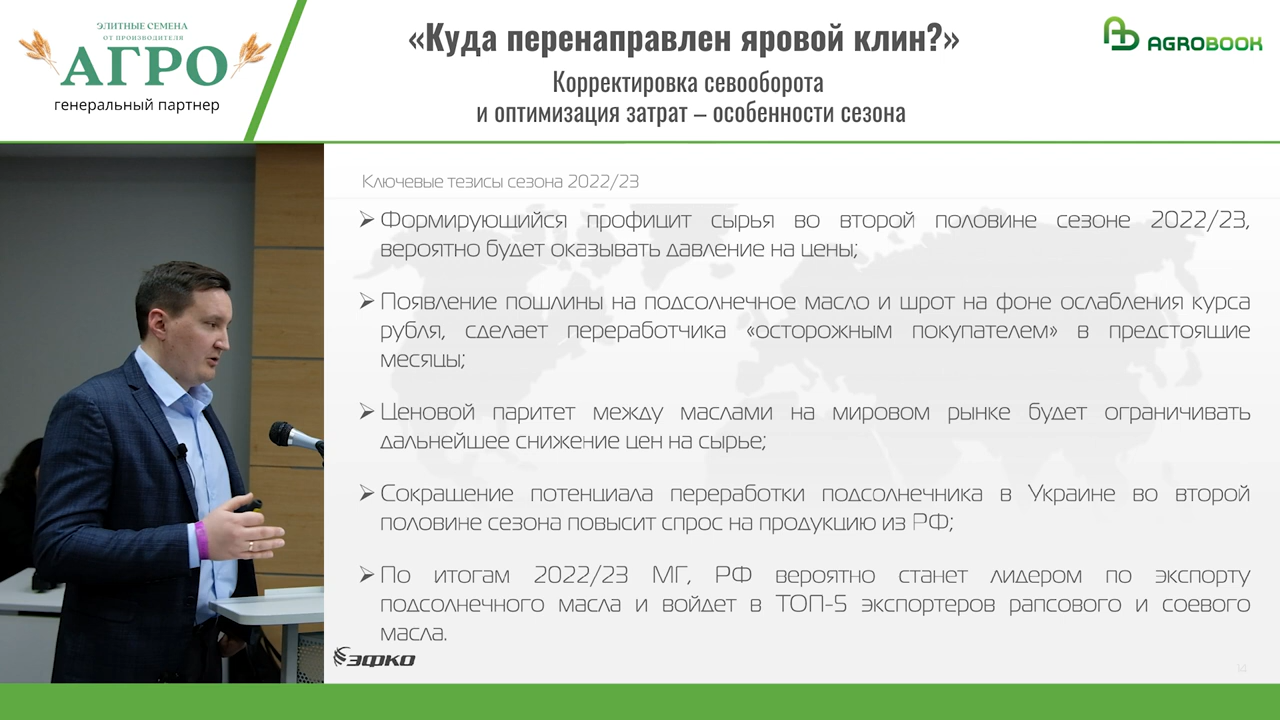 ЭЛИТНЫЕ СЕМЕНА
ОТ ПРОИЗВОДИТЕЛЯ
АГРО
генеральный партнер
«Куда перенаправлен яровой клин?»
Корректировка севооборота
и оптимизация затрат – особенности сезона
AGROBOOK
Ключевые тезисы сезона 2022/23
Формирующийся профицит сырья во второй половине сезоне 2022/23,
вероятно будет оказывать давление на цены;
Появление пошлины на подсолнечное масло и шрот на фоне ослабления курса
рубля, сделает переработчика «осторожным покупателем» в предстоящие
месяцы;
Ценовой паритет между маслами на мировом рынке будет ограничивать
дальнейшее снижение цен на сырье;
Сокращение потенциала переработки подсолнечника в Украине во второй
половине сезона повысит спрос на продукцию из РФ;
По итогам 2022/23 МГ, РФ вероятно станет лидером по экспорту
подсолнечного масла и войдет в ТОП-5 экспортеров рапсового и соевого
масла.
ЭФКО